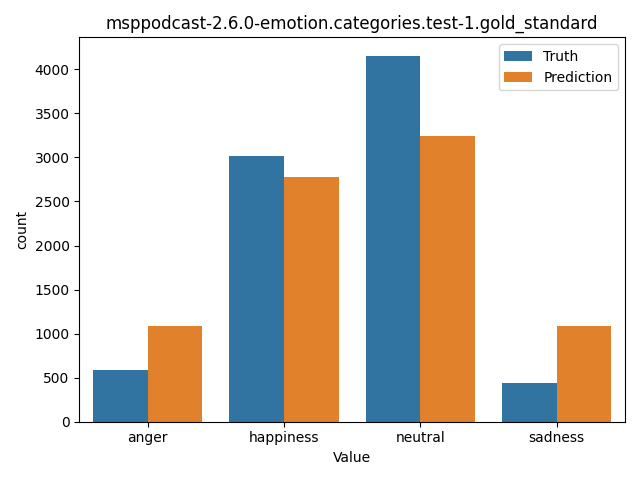 msppodcast-2.6.0-emotion.categories.test-1.gold_standard
Truth
Prediction
count
4000
3500
3000
2500
2000
1500
1000
500
0
anger happiness neutral sadness
Value